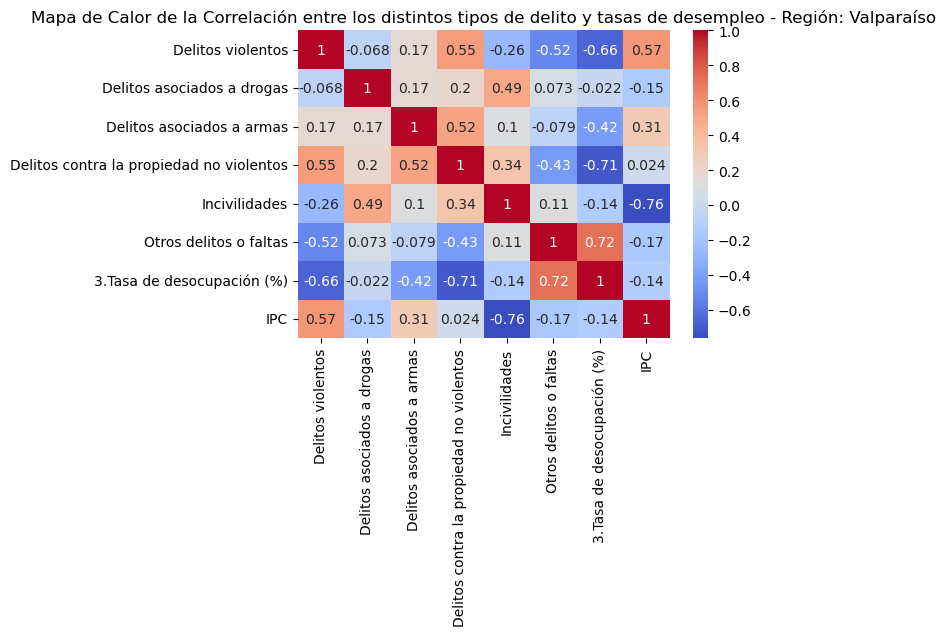 Mapa de Calor de la Correlación entre los distintos tipos de delito y tasas de desempleo - Región: Valparaíso
Delitos violentos 1 -0.068 0.17 0.55 -0.26 -0.52 -0.66 0.57
Delitos asociados a drogas -0.068 1 0.17 0.2 0.49 0.073 -0.022 -0.15
Delitos asociados a armas 0.17 0.17 1 0.52 0.1 -0.079 -0.42 0.31
Delitos contra la propiedad no violentos 0.55 0.2 0.52 1 0.34 -0.43 -0.71 0.024
Incivilidades -0.26 0.49 0.1 0.34 1 0.11 -0.14 -0.76
Otros delitos o faltas -0.52 0.073 -0.079 -0.43 0.11 1 0.72 -0.17
3.Tasa de desocupación (%) -0.66 -0.022 -0.42 -0.71 -0.14 0.72 1 -0.14
IPC 0.57 -0.15 0.31 0.024 -0.76 -0.17 -0.14 1
Delitos violentos
Delitos asociados a drogas
Delitos asociados a armas
Delitos contra la propiedad no violentos
Incivilidades
Otros delitos o faltas
3.Tasa de desocupación (%)
IPC
1.0
0.8
0.6
0.4
0.2
0.0
−0.2
−0.4
−0.6